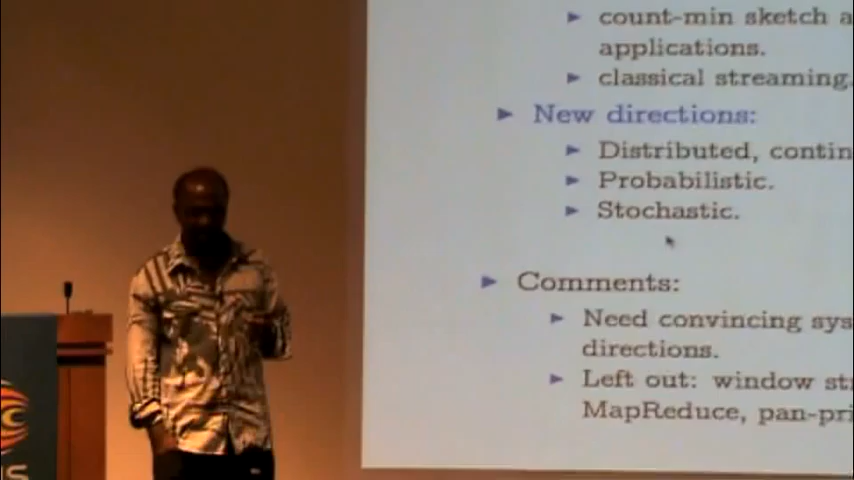 count-min sketch a
applications.
classical streaming.
New directions:
Distributed, contin
Probabilistic.
Stochastic.
Comments:
Need convincing sys
directions.
Left out: window str
MapReduce, pan-pri